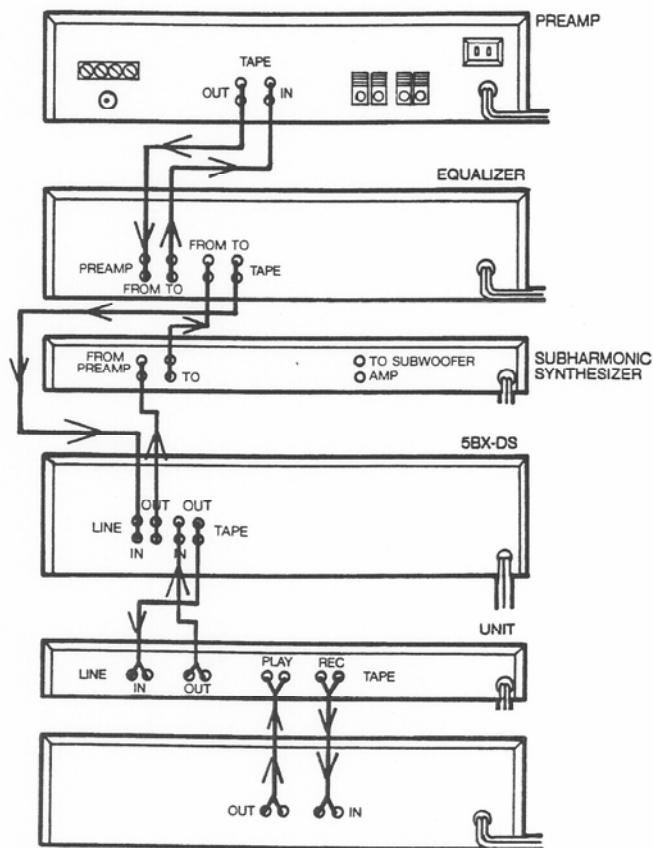 PREAMP
TAPE
OUT IN
EQUALIZER
FROM TO
PREAMP TAPE
FROM TO
FROM
PREAMP TO
TO SUBWOOFER
AMP
SUBHARMONIC
SYNTHESIZER
5BX-DS
OUT OUT
LINE TAPE
IN IN
UNIT
PLAY REC
LINE TAPE
IN OUT
OUT IN